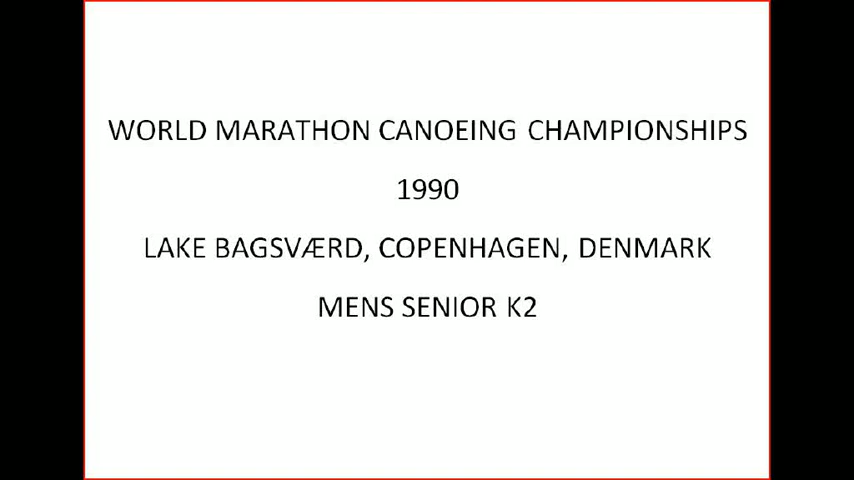 WORLD MARATHON CANOEING CHAMPIONSHIPS
1990
LAKE BAGSVÆRD, COPENHAGEN, DENMARK
MENS SENIOR K2